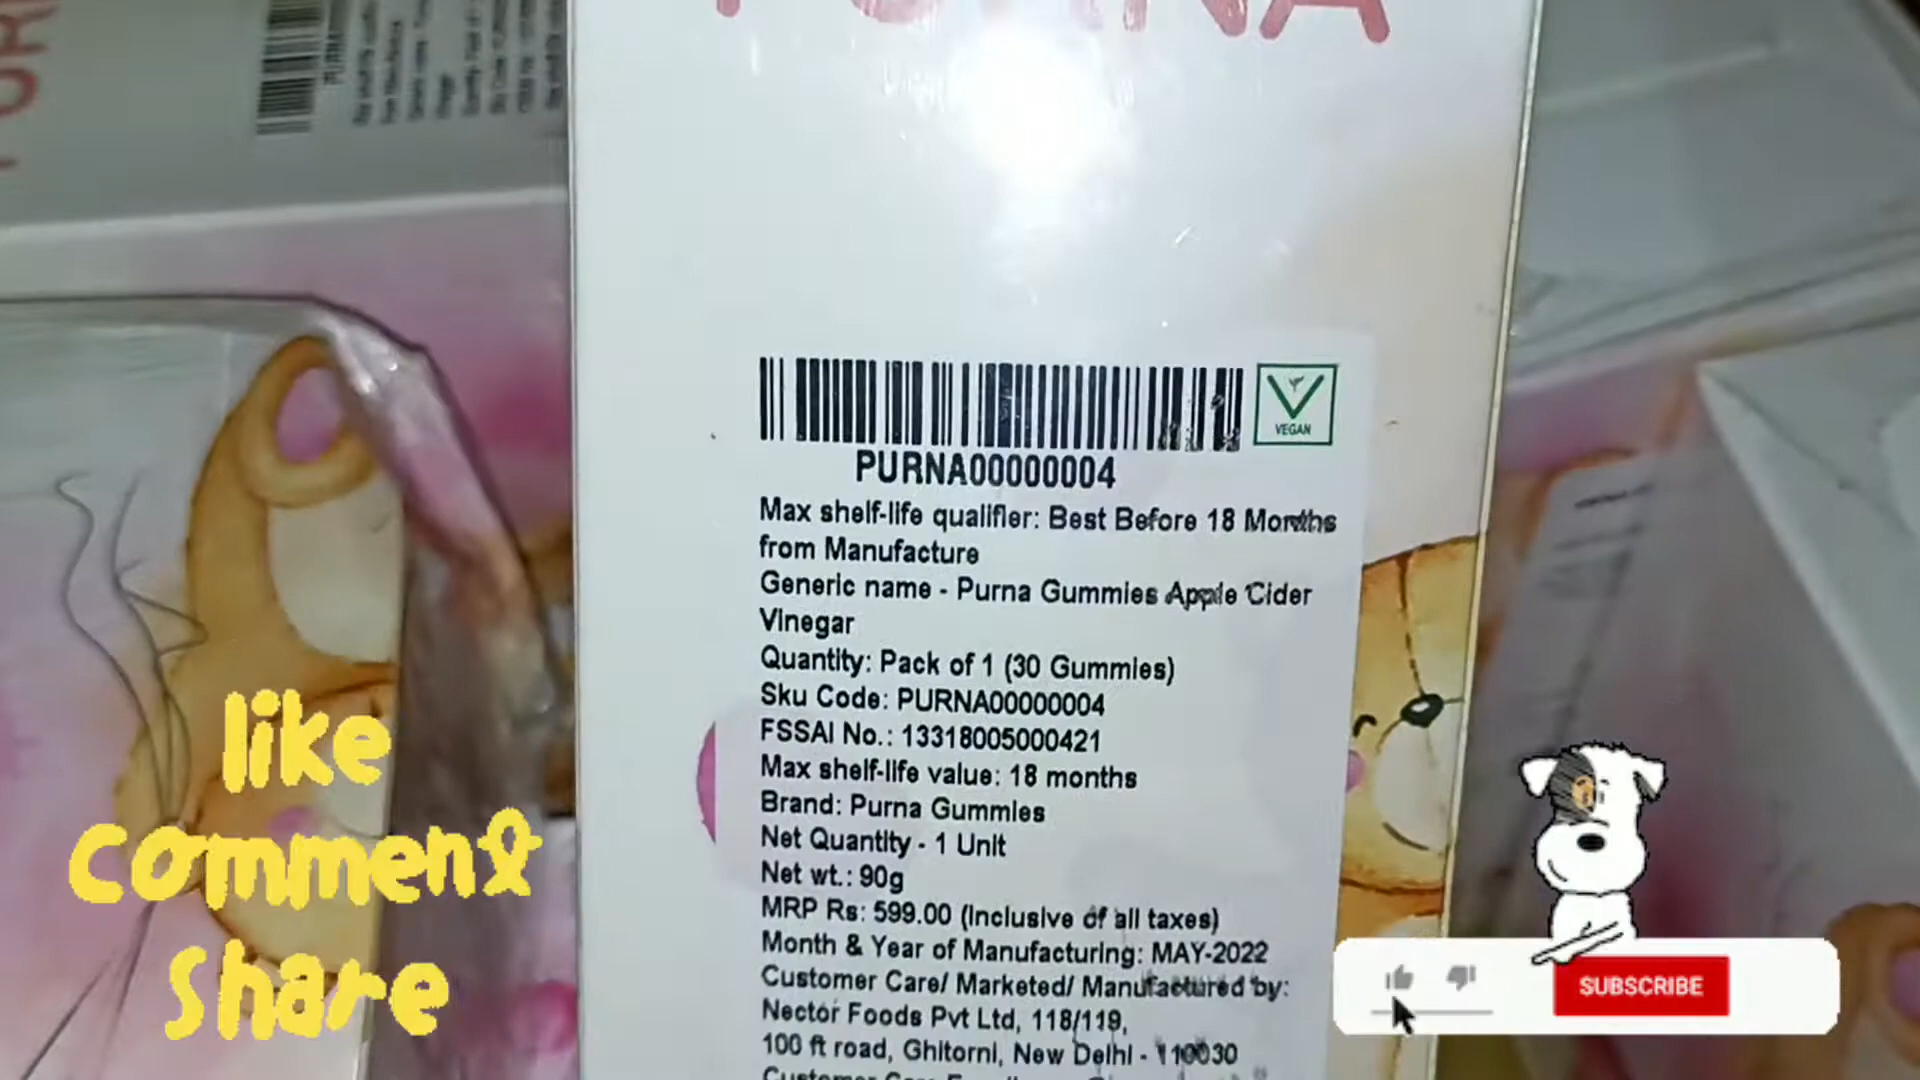 PURNA
VEGAN
PURNA00000004
Max shelf-life qualifier: Best Before 18 Months
from Manufacture
Generic name - Purna Gummies Apple Cider
Vinegar
Quantity: Pack of 1 (30 Gummies)
Sku Code: PURNA00000004
FSSAI No.: 13318005000421
Max shelf-life value: 18 months
Brand: Purna Gummies
Net Quantity - 1 Unit
Net wt.: 90g
MRP Rs: 599.00 (Inclusive of all taxes)
Month & Year of Manufacturing: MAY-2022
Customer Care/ Marketed/ Manufactured by:
Nector Foods Pvt Ltd, 118/119,
100 ft road, Ghitorni, New Delhi - 110030
like
comment
share
SUBSCRIBE